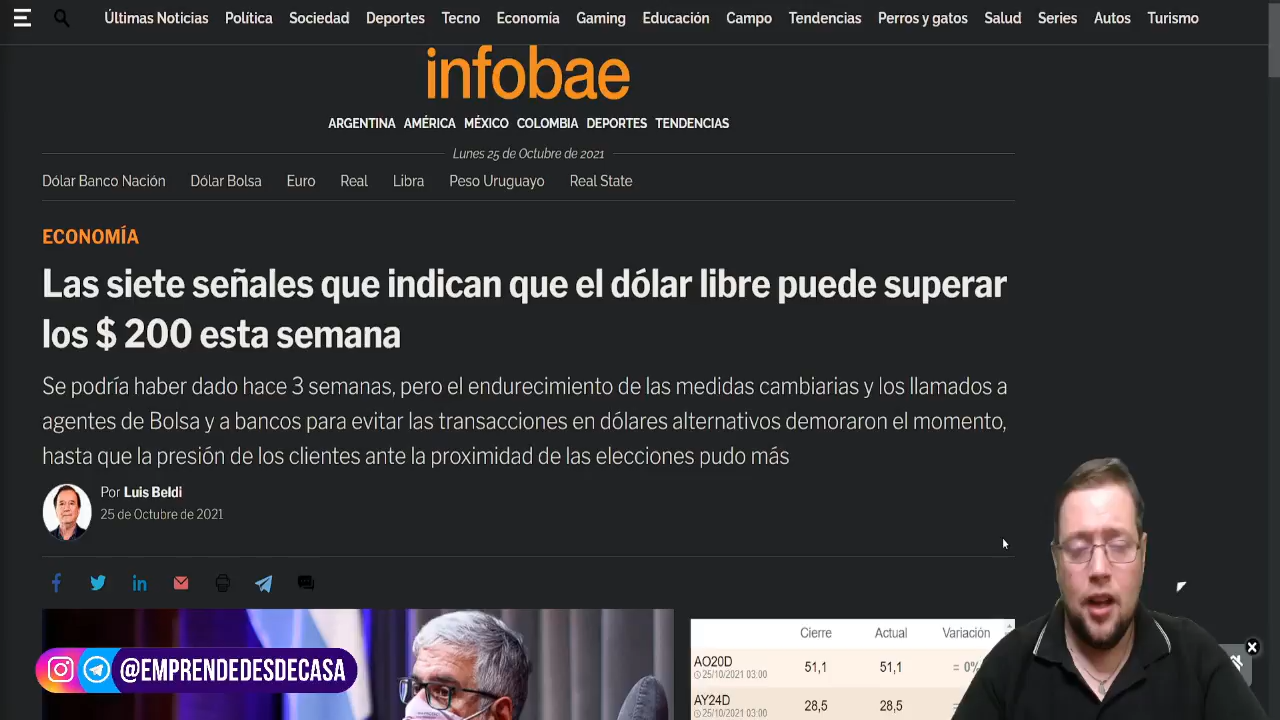 Últimas Noticias Política Sociedad Deportes Tecno Economía Gaming Educación Campo Tendencias Perros y gatos Salud Series Autos Turismo
infobae
ARGENTINA AMÉRICA MÉXICO COLOMBIA DEPORTES TENDENCIAS
Lunes 25 de Octubre de 2021
Dólar Banco Nación Dólar Bolsa Euro Real Libra Peso Uruguayo Real State
ECONOMÍA
Las siete señales que indican que el dólar libre puede superar
los $ 200 esta semana
Se podría haber dado hace 3 semanas, pero el endurecimiento de las medidas cambiarias y los llamados a
agentes de Bolsa y a bancos para evitar las transacciones en dólares alternativos demoraron el momento,
hasta que la presión de los clientes ante la proximidad de las elecciones pudo más
Por Luis Beldi
25 de Octubre de 2021
Cierre Actual Variación
AO20D 51,1 51,1 = 0%
25/10/2021 03:00
AY24D 28,5 28,5
25/10/2021 03:00
@EMPRENDEDESDECASA